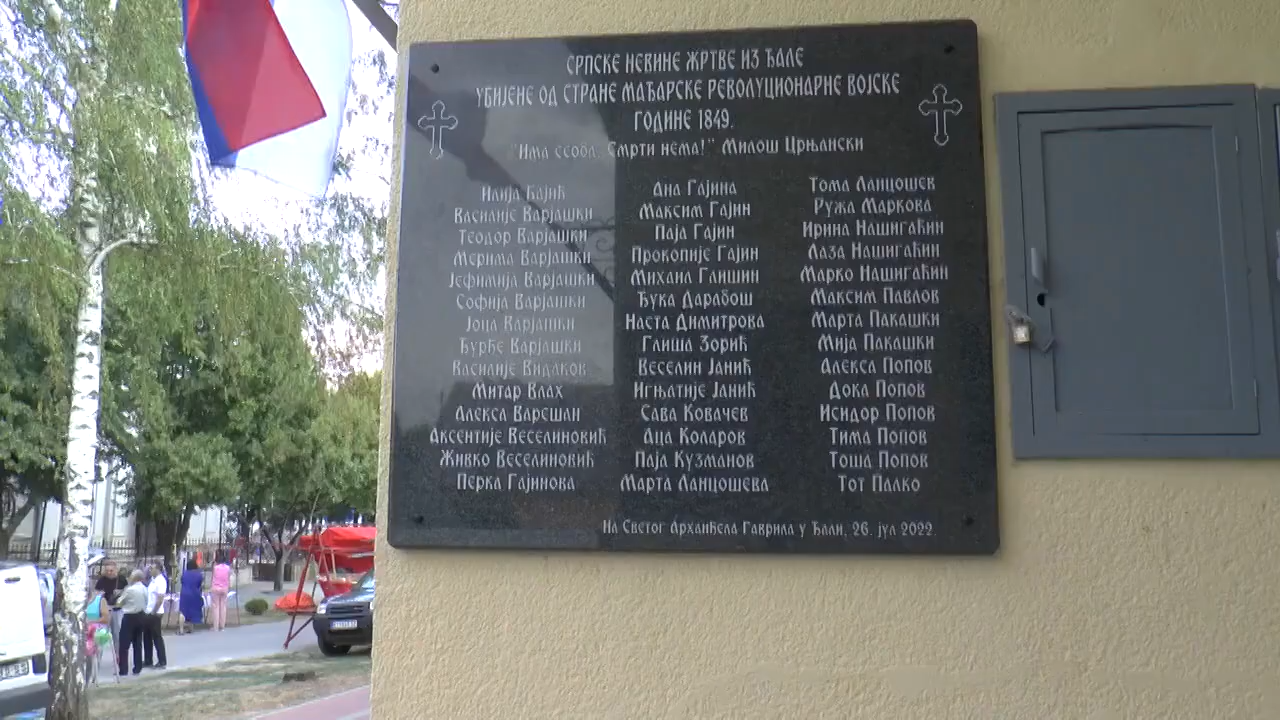 СРПСКЕ НЕВИНЕ ЖРТВЕ ИЗ ЂАЛЕ
УБИЈЕНЕ ОД СТРАНЕ МАЂАРСКЕ РЕВОЛУЦИОНАРНЕ ВОЈСКЕ
ГОДИНЕ 1849.
"Има сеоба. Смрти нема!" Милош Црњански
Илија Бајић
Василије Варјашки
Теодор Варјашки
Мерима Варјашки
Јефимија Варјашки
Софија Варјашки
Јоца Варјашки
Ђурђе Варјашки
Василије Видаков
Митар Влах
Алекса Варешан
Аксентије Веселиновић
Живко Веселиновић
Перка Гајинова
Ана Гајина
Максим Гајин
Паја Гајин
Прокопије Гајин
Михаил Глишин
Ђука Дарабош
Наста Димитрова
Глиша Зорић
Веселин Јанић
Игњатије Јанић
Сава Ковачев
Аца Коларов
Паја Кузманов
Марта Ланцошева
Тома Ланцошев
Ружа Маркова
Ирина Нашигаћин
Лаза Нашигаћин
Марко Нашигаћин
Максим Павлов
Марта Пакашки
Мија Пакашки
Алекса Попов
Дока Попов
Исидор Попов
Тима Попов
Тоша Попов
Тот Палко
На Светог Архангела Гаврила у Ђали, 26. јул 2022.